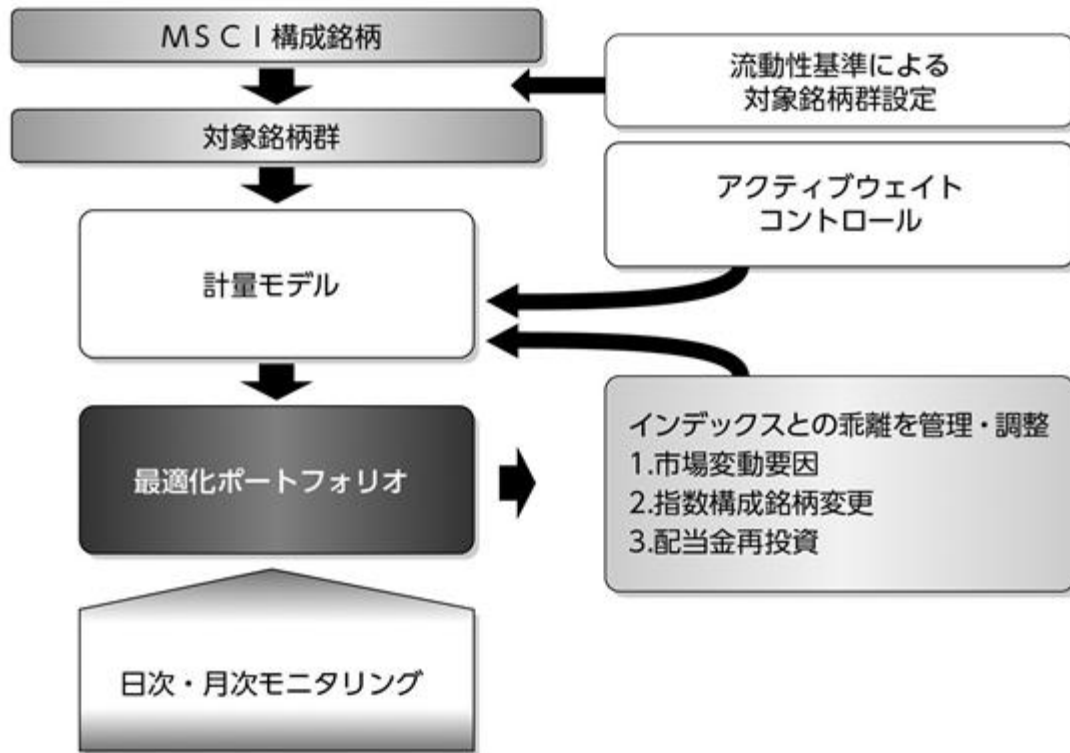 ＭＳＣＩ構成銘柄
流動性基準による
対象銘柄群設定
対象銘柄群
アクティブウェイト
コントロール
計量モデル
最適化ポートフォリオ
インデックスとの乖離を管理・調整
1.市場変動要因
2.指数構成銘柄変更
3.配当金再投資
日次・月次モニタリング